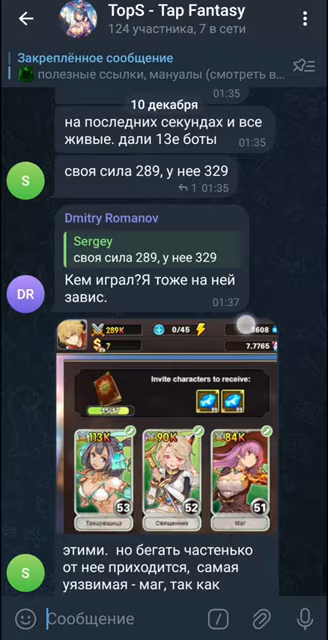 TopS - Tap Fantasy
124 участника, 7 в сети
Закреплённое сообщение
полезные ссылки, мануалы (смотреть в...
01:35
10 декабря
на последних секундах и все
живые. дали 13е боты 01:35
S
своя сила 289, у нее 329
1 01:35
Dmitry Romanov
Sergey
своя сила 289, у нее 329
DR
Кем играл?Я тоже на ней
завис. 01:37
289K 0/45 3608
7 7.7765
Invite characters to receive:
113K 90K 84K
53 52 51
Танцовщица Священник Маг
S
этими. но бегать частенько
от нее приходится, самая
уязвимая - маг, так как
Сообщение